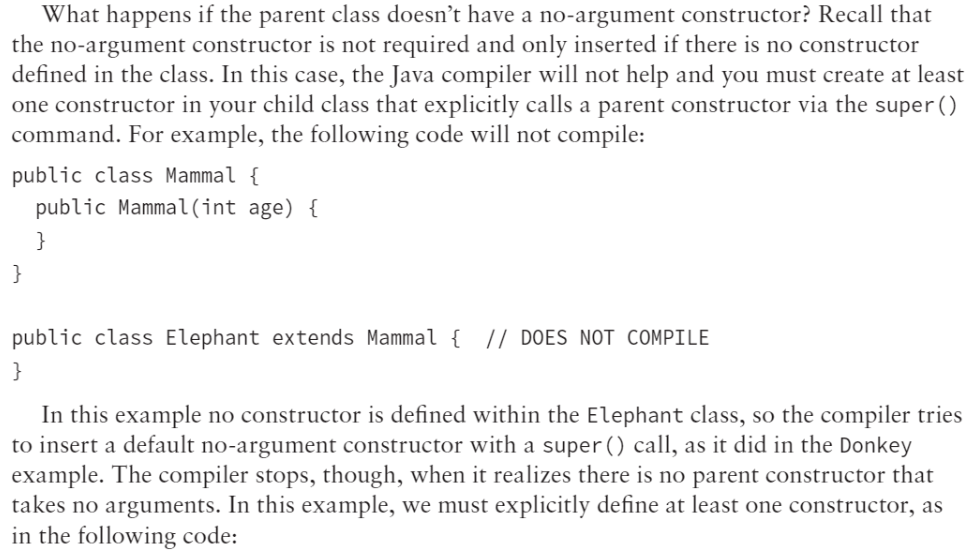 What happens if the parent class doesn't have a no-argument constructor? Recall that
the no-argument constructor is not required and only inserted if there is no constructor
defined in the class. In this case, the Java compiler will not help and you must create at least
one constructor in your child class that explicitly calls a parent constructor via the super()
command. For example, the following code will not compile:
public class Mammal {
  public Mammal(int age) {
  }
}
public class Elephant extends Mammal {  // DOES NOT COMPILE
}
In this example no constructor is defined within the Elephant class, so the compiler tries
to insert a default no-argument constructor with a super() call, as it did in the Donkey
example. The compiler stops, though, when it realizes there is no parent constructor that
takes no arguments. In this example, we must explicitly define at least one constructor, as
in the following code: